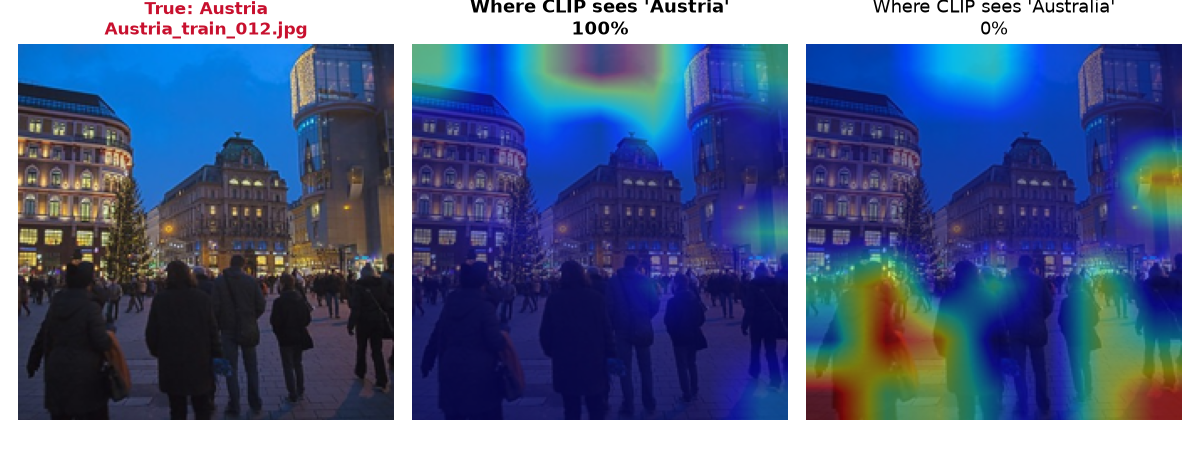 True: Austria
Austria_train_012.jpg
Where CLIP sees 'Austria'
100%
Where CLIP sees 'Australia'
0%